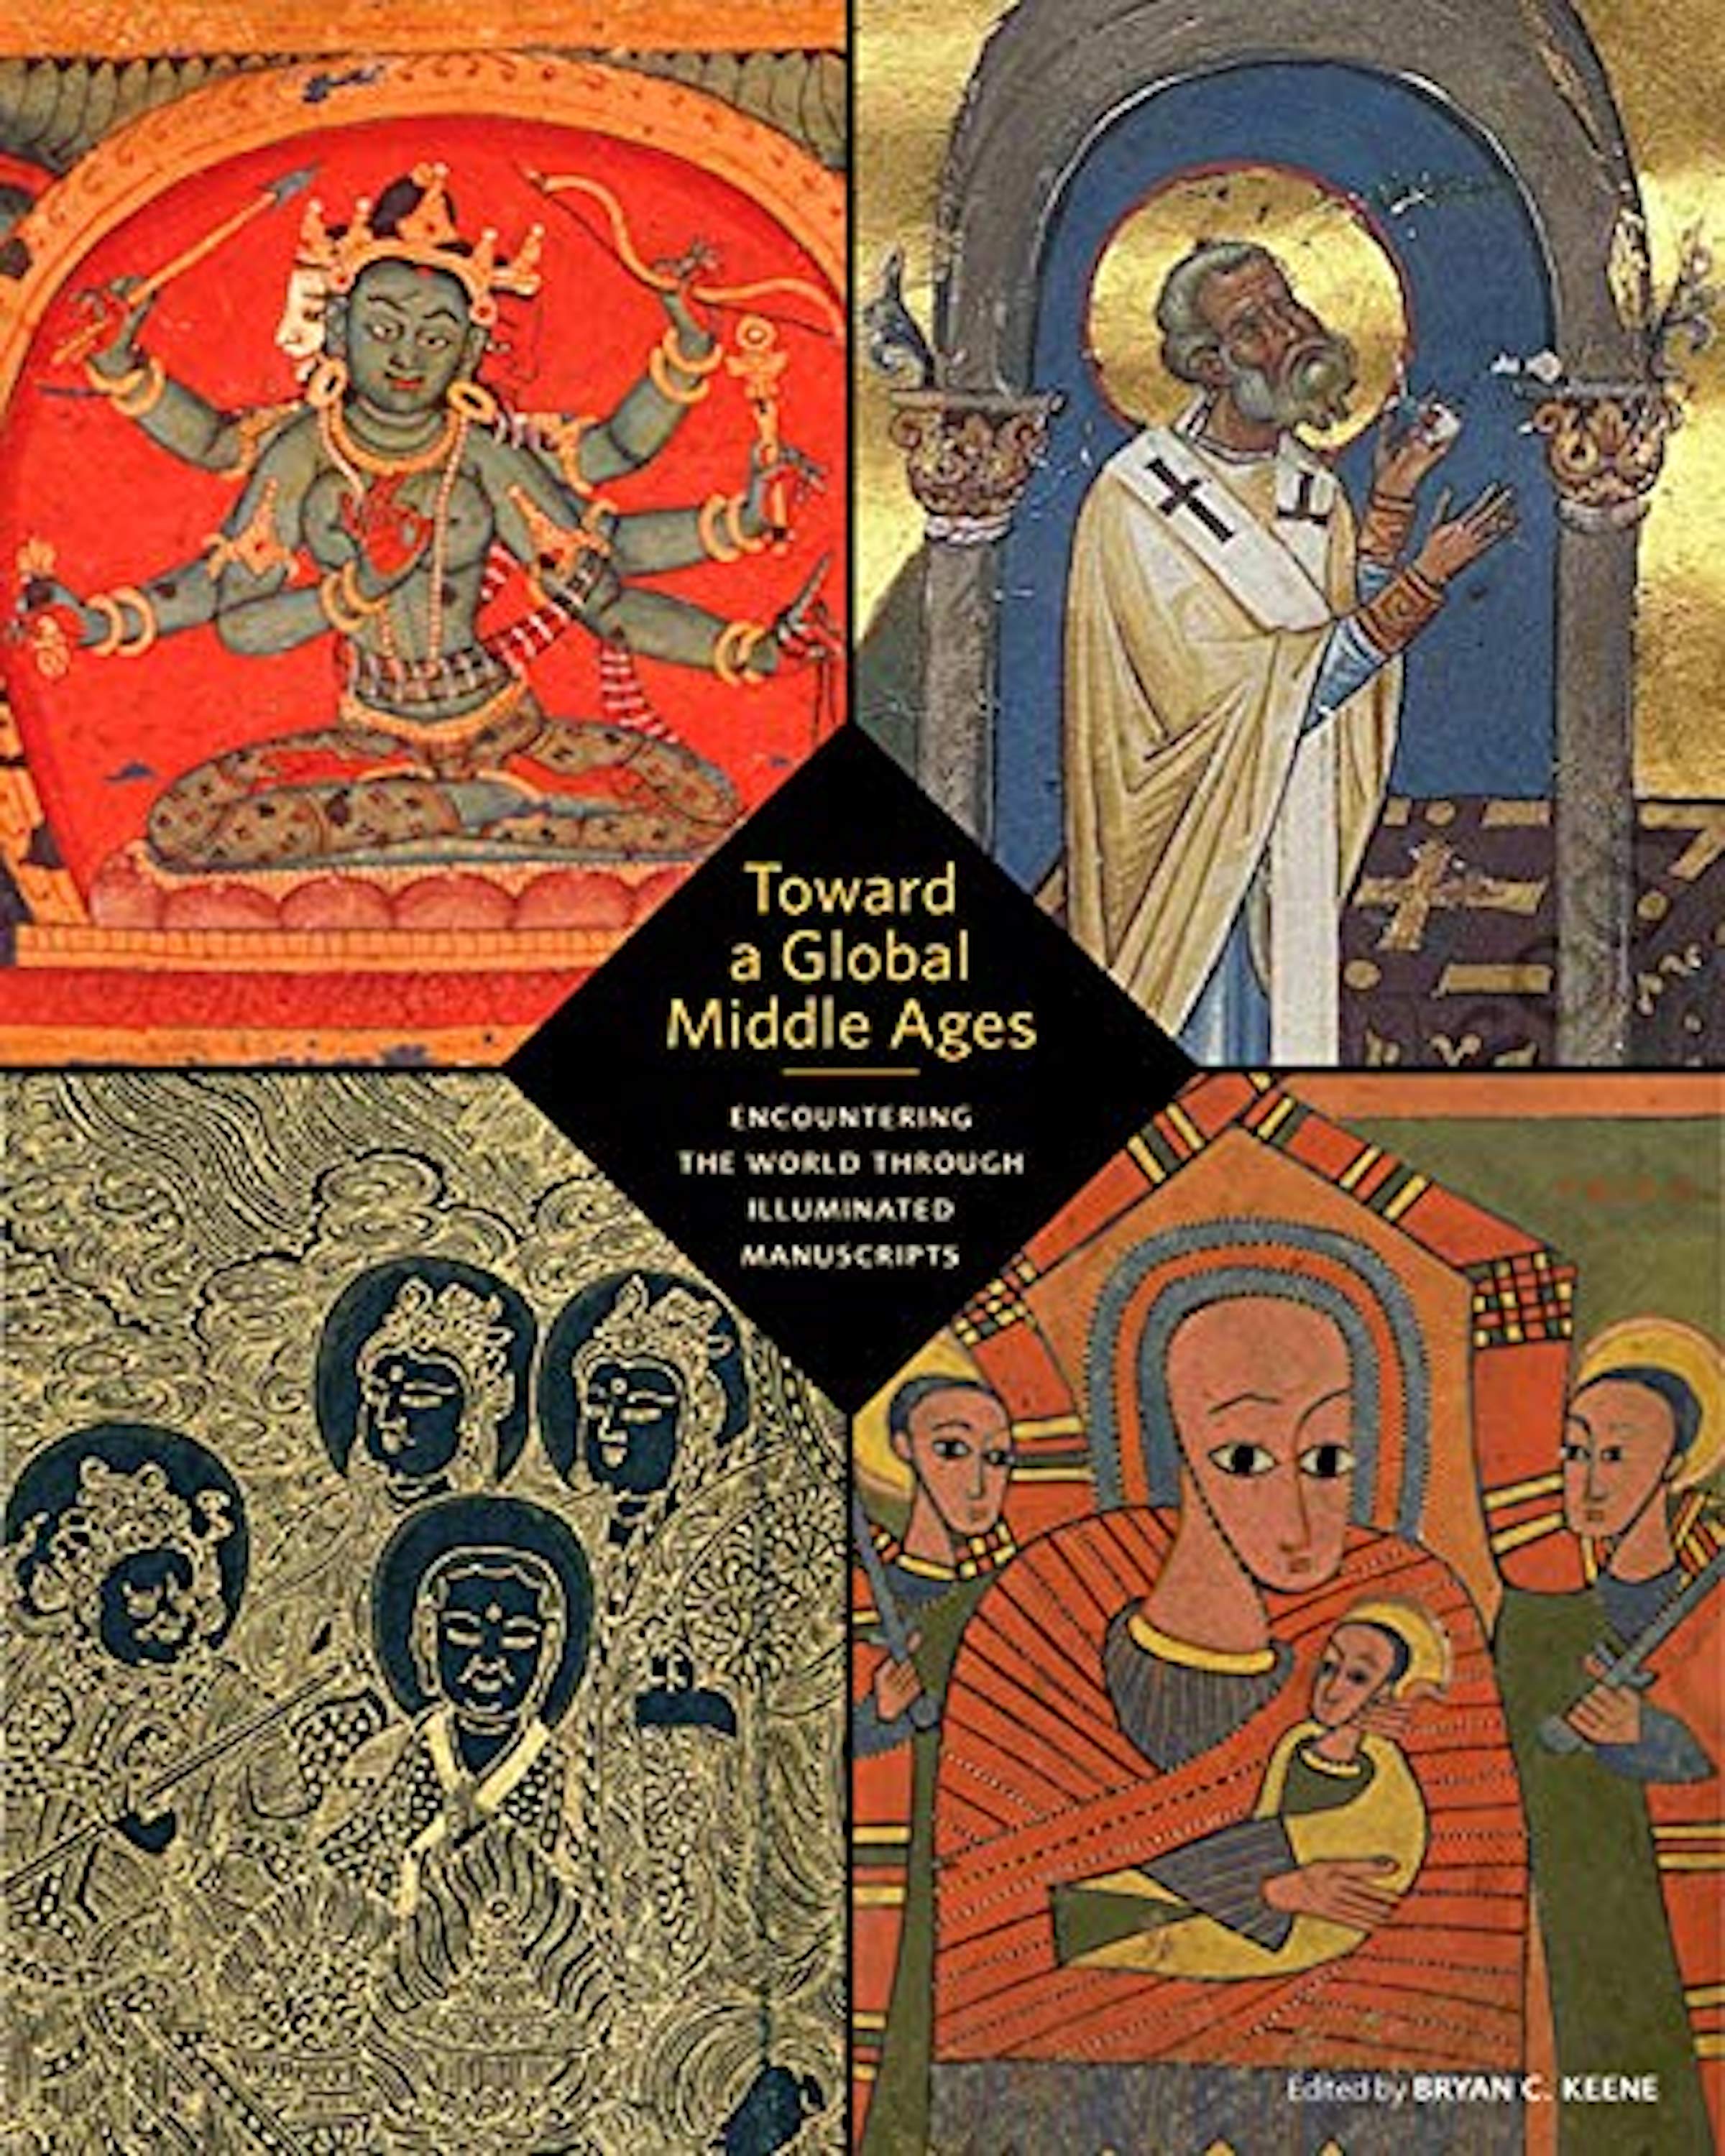 Toward
a Global
Middle Ages
ENCOUNTERING
THE WORLD THROUGH
ILLUMINATED
MANUSCRIPTS
Edited by BRYAN C. KEENE